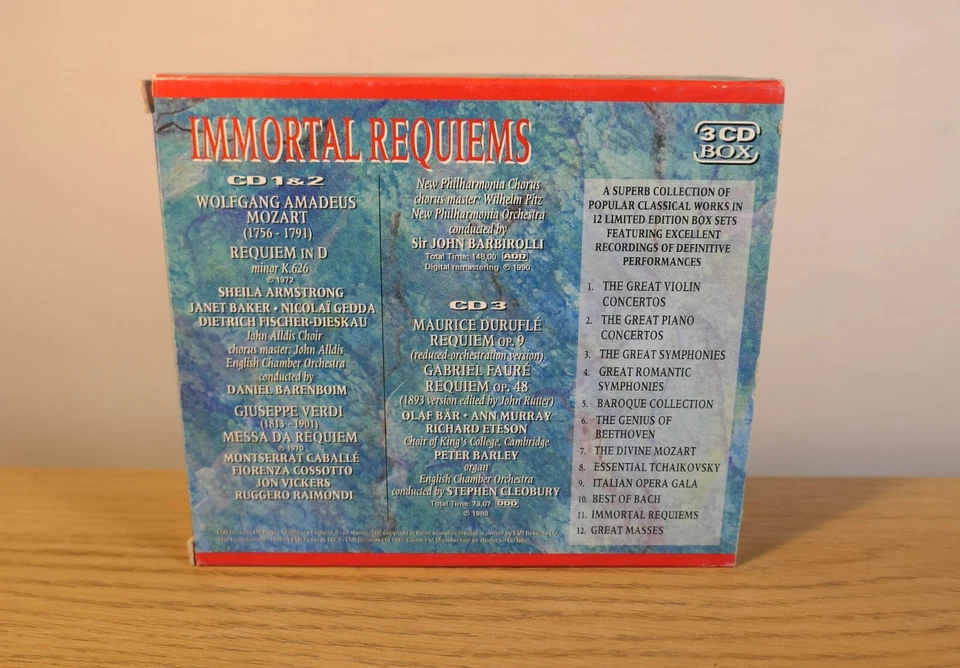 IMMORTAL REQUIEMS
3 CD
BOX
CD 1 & 2
WOLFGANG AMADEUS
MOZART
(1756 - 1791)
REQUIEM IN D
minor K.626
© 1972
SHEILA ARMSTRONG
JANET BAKER • NICOLAÏ GEDDA
DIETRICH FISCHER-DIESKAU
John Alldis Choir
chorus master: John Alldis
English Chamber Orchestra
conducted by
DANIEL BARENBOIM
GIUSEPPE VERDI
(1813 - 1901)
MESSA DA REQUIEM
© 1970
MONTSERRAT CABALLÉ
FIORENZA COSSOTTO
JON VICKERS
RUGGERO RAIMONDI
New Philharmonia Chorus
chorus master: Wilhelm Pitz
New Philharmonia Orchestra
conducted by
Sir JOHN BARBIROLLI
Total Time: 148,00 ADD
Digital remastering © 1990
CD 3
MAURICE DURUFLÉ
REQUIEM OP. 9
(reduced-orchestration version)
GABRIEL FAURÉ
REQUIEM OP. 48
(1893 version edited by John Rutter)
OLAF BÄR • ANN MURRAY
RICHARD ETESON
Choir of King's College, Cambridge
PETER BARLEY
organ
English Chamber Orchestra
conducted by STEPHEN CLEOBURY
Total Time: 73,07 DDD
© 1988
A SUPERB COLLECTION OF
POPULAR CLASSICAL WORKS IN
12 LIMITED EDITION BOX SETS
FEATURING EXCELLENT
RECORDINGS OF DEFINITIVE
PERFORMANCES
1. THE GREAT VIOLIN
CONCERTOS
2. THE GREAT PIANO
CONCERTOS
3. THE GREAT SYMPHONIES
4. GREAT ROMANTIC
SYMPHONIES
5. BAROQUE COLLECTION
6. THE GENIUS OF
BEETHOVEN
7. THE DIVINE MOZART
8. ESSENTIAL TCHAIKOVSKY
9. ITALIAN OPERA GALA
10. BEST OF BACH
11. IMMORTAL REQUIEMS
12. GREAT MASSES